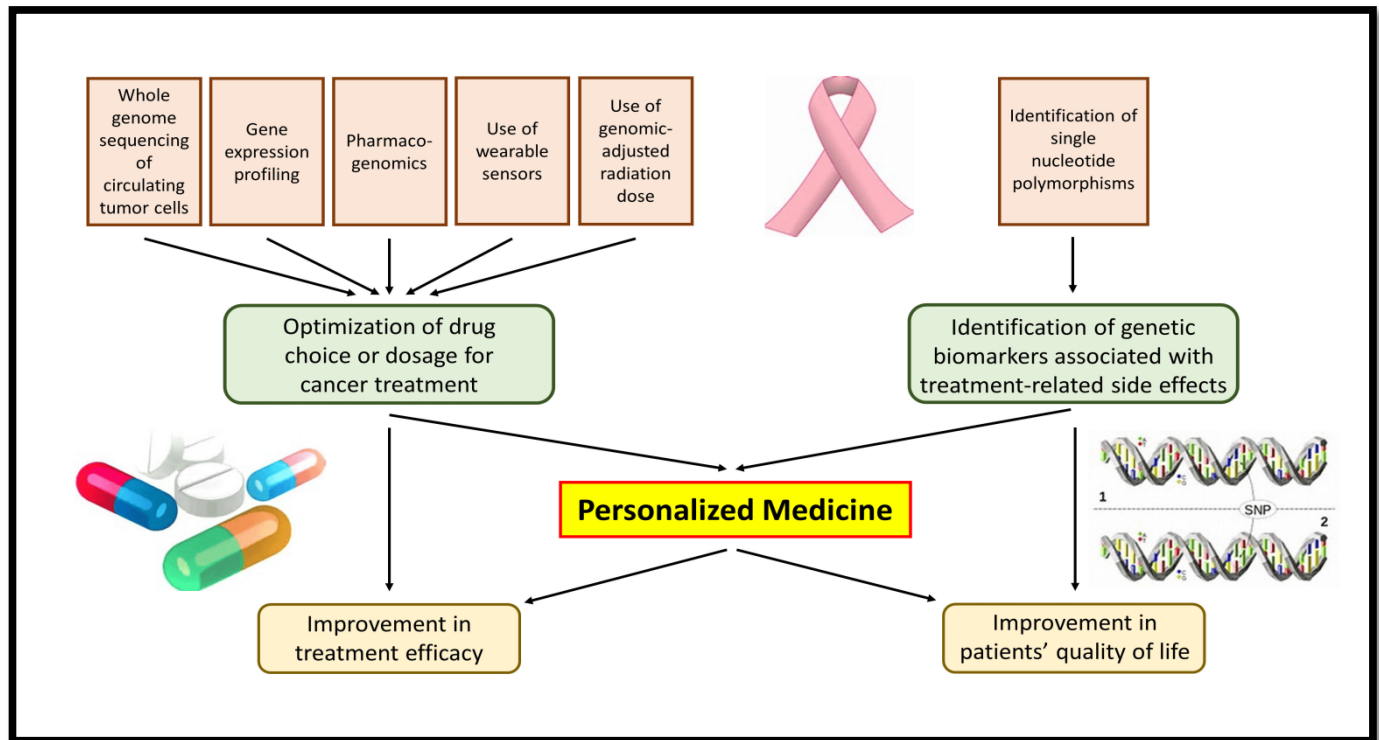 Whole
genome
sequencing
of
circulating
tumor cells
Gene
expression
profiling
Pharmaco-
genomics
Use of
wearable
sensors
Use of
genomic-
adjusted
radiation
dose
Identification of
single
nucleotide
polymorphisms
Optimization of drug
choice or dosage for
cancer treatment
Identification of genetic
biomarkers associated with
treatment-related side effects
Personalized Medicine
1
SNP
2
Improvement in
treatment efficacy
Improvement in
patients’ quality of life